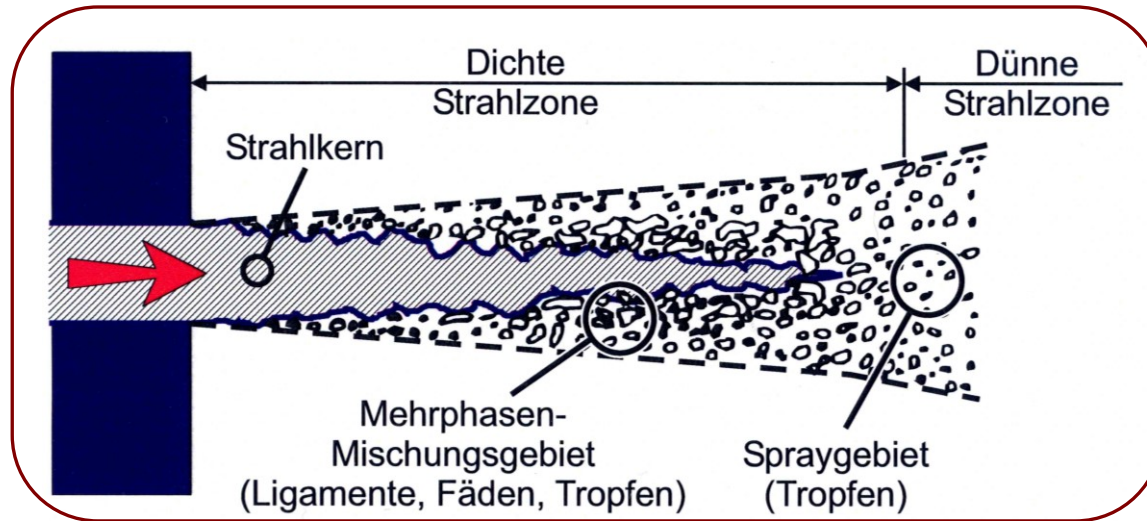 Dichte
Strahlzone
Dünne
Strahlzone
Strahlkern
Mehrphasen-
Mischungsgebiet
(Ligamente, Fäden, Tropfen)
Spraygebiet
(Tropfen)